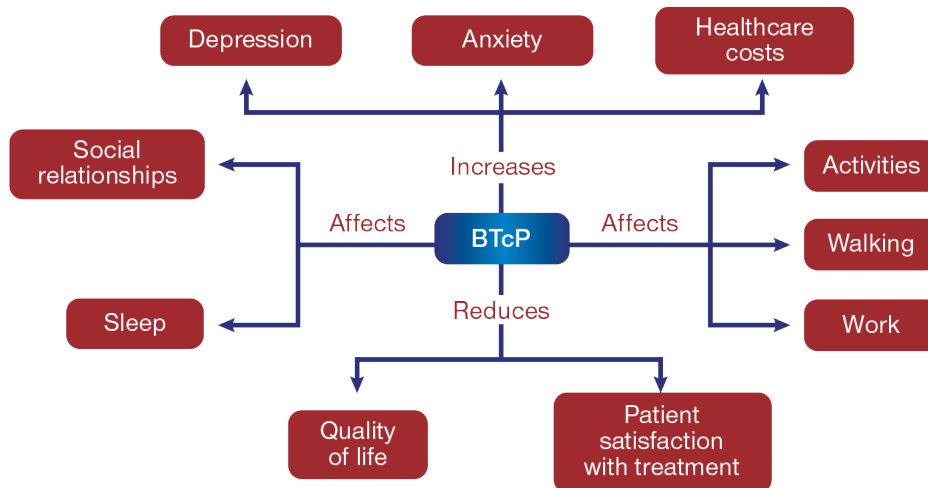 Depression
Anxiety
Healthcare
costs
Social
relationships
Increases
Activities
Affects
BTcP
Affects
Walking
Sleep
Reduces
Work
Quality
of life
Patient
satisfaction
with treatment